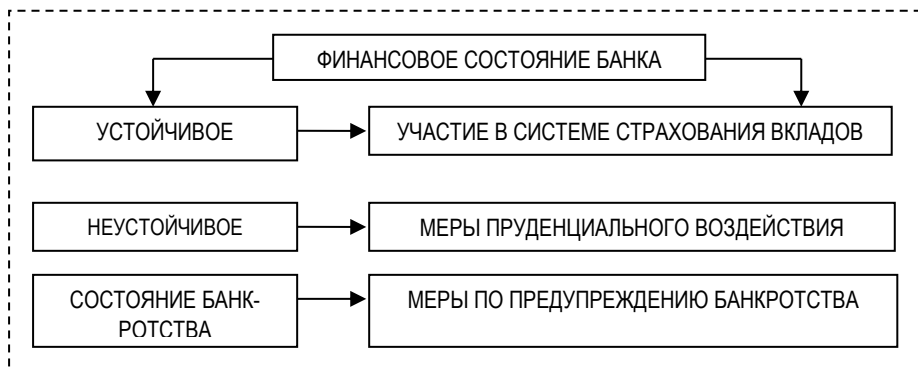 ФИНАНСОВОЕ СОСТОЯНИЕ БАНКА
УСТОЙЧИВОЕ
УЧАСТИЕ В СИСТЕМЕ СТРАХОВАНИЯ ВКЛАДОВ
НЕУСТОЙЧИВОЕ
МЕРЫ ПРУДЕНЦИАЛЬНОГО ВОЗДЕЙСТВИЯ
СОСТОЯНИЕ БАНК-
РОТСТВА
МЕРЫ ПО ПРЕДУПРЕЖДЕНИЮ БАНКРОТСТВА